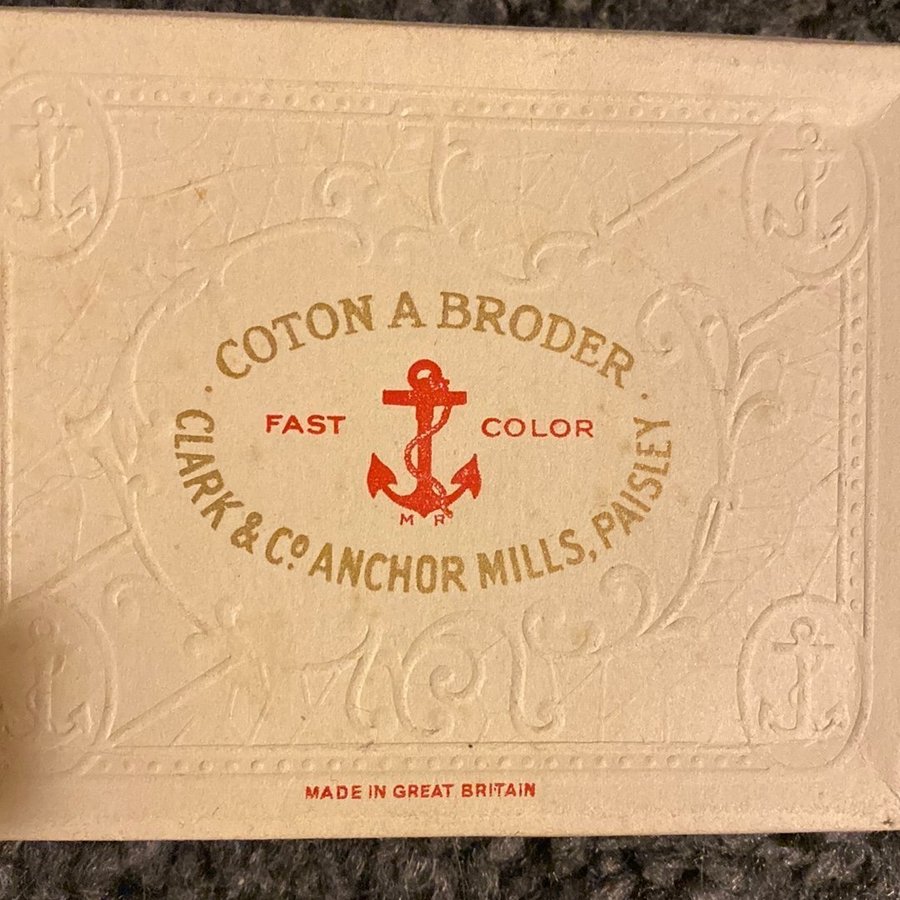 COTON A BRODER
FAST COLOR
M R
CLARK & Co ANCHOR MILLS, PAISLEY
MADE IN GREAT BRITAIN